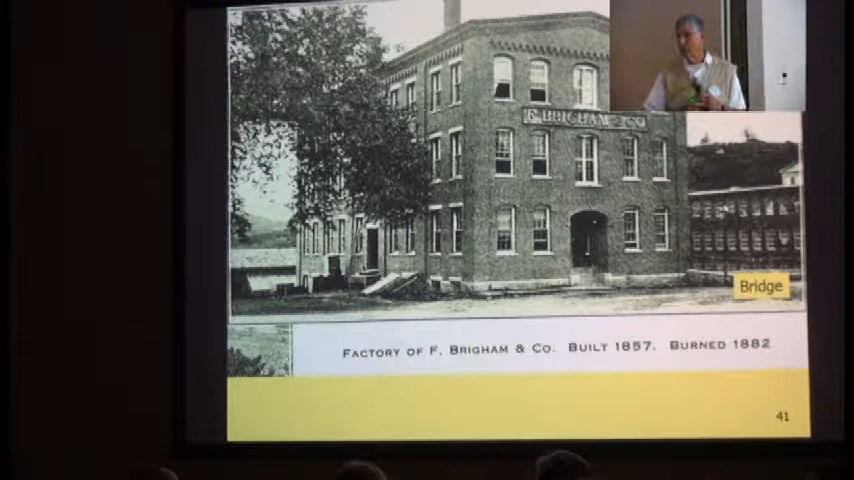 F. BRIGHAM & CO
Bridge
FACTORY OF F. BRIGHAM & CO. BUILT 1857. BURNED 1882
41